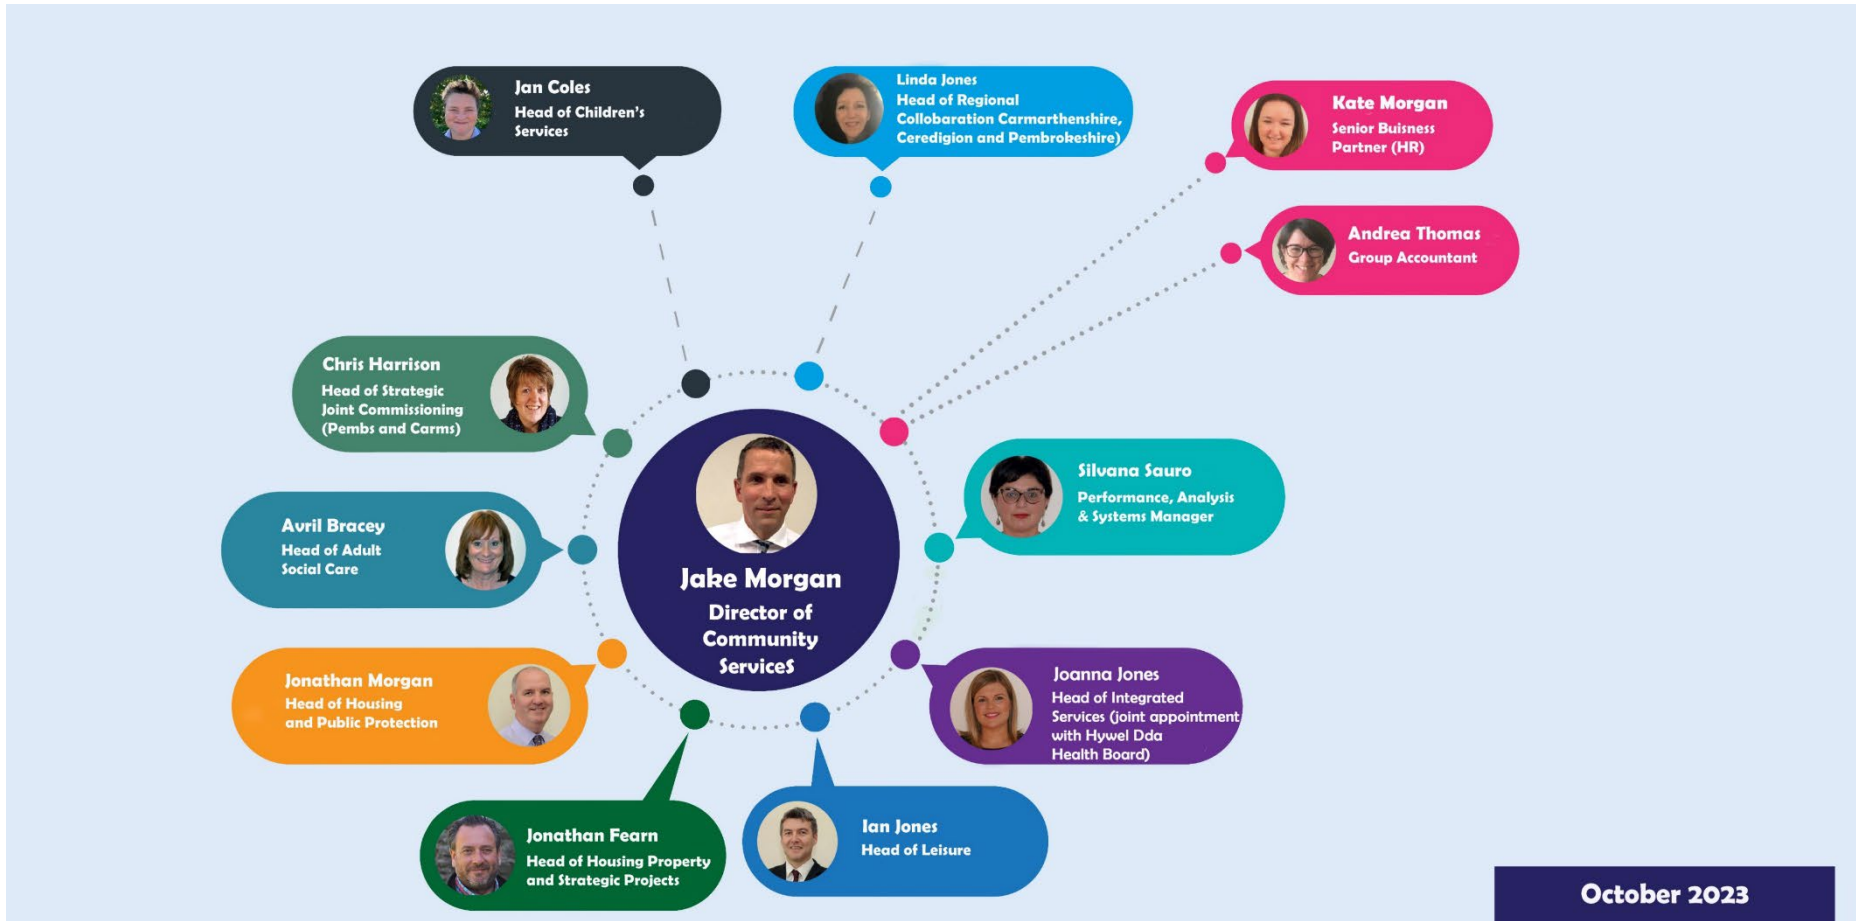 Jan Coles
Head of Children's
Services
Linda Jones
Head of Regional
Collobaration Carmarthenshire,
Ceredigion and Pembrokeshire)
Kate Morgan
Senior Buisness
Partner (HR)
Andrea Thomas
Group Accountant
Chris Harrison
Head of Strategic
Joint Commissioning
(Pembs and Carms)
Silvana Sauro
Performance, Analysis
& Systems Manager
Avril Bracey
Head of Adult
Social Care
Jake Morgan
Director of
Community
ServiceS
Jonathan Morgan
Head of Housing
and Public Protection
Joanna Jones
Head of Integrated
Services (joint appointment
with Hywel Dda
Health Board)
Jonathan Fearn
Head of Housing Property
and Strategic Projects
Ian Jones
Head of Leisure
October 2023